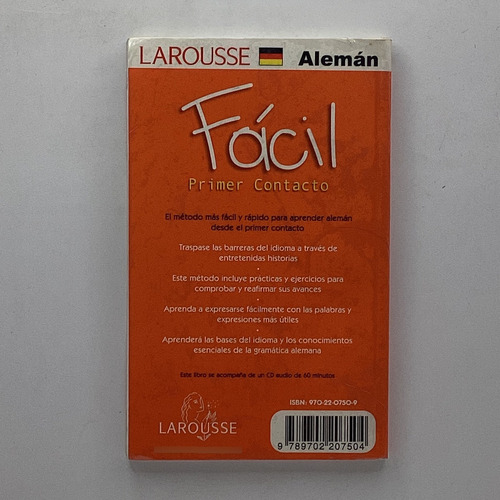 LAROUSSE Alemán
Fácil
Primer Contacto
El método más fácil y rápido para aprender alemán
desde el primer contacto
Traspase las barreras del idioma a través de
entretenidas historias
Este método incluye prácticas y ejercicios para
comprobar y reafirmar sus avances
Aprenda a expresarse fácilmente con las palabras y
expresiones más útiles
Aprenderá las bases del idioma y los conocimientos
esenciales de la gramática alemana
Este libro se acompaña de un CD audio de 60 minutos
ISBN: 970-22-0750-9
LAROUSSE
9 789702 207504